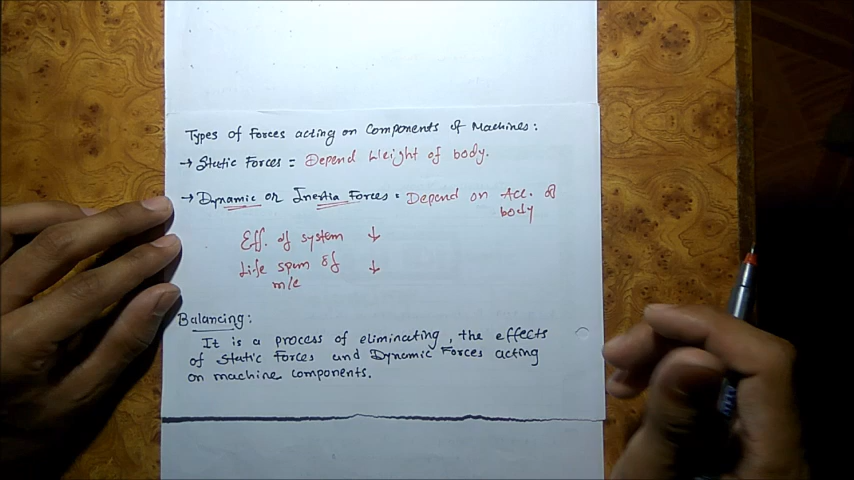 Types of Forces acting on Components of Machines:
→ Static Forces = Depend Weight of body.
→ Dynamic or Inertia Forces = Depend on Acc. of
body
Eff. of system ↓
Life span of ↓
m/c
Balancing:
It is a process of eliminating, the effects
of Static Forces and Dynamic Forces acting
on machine components.